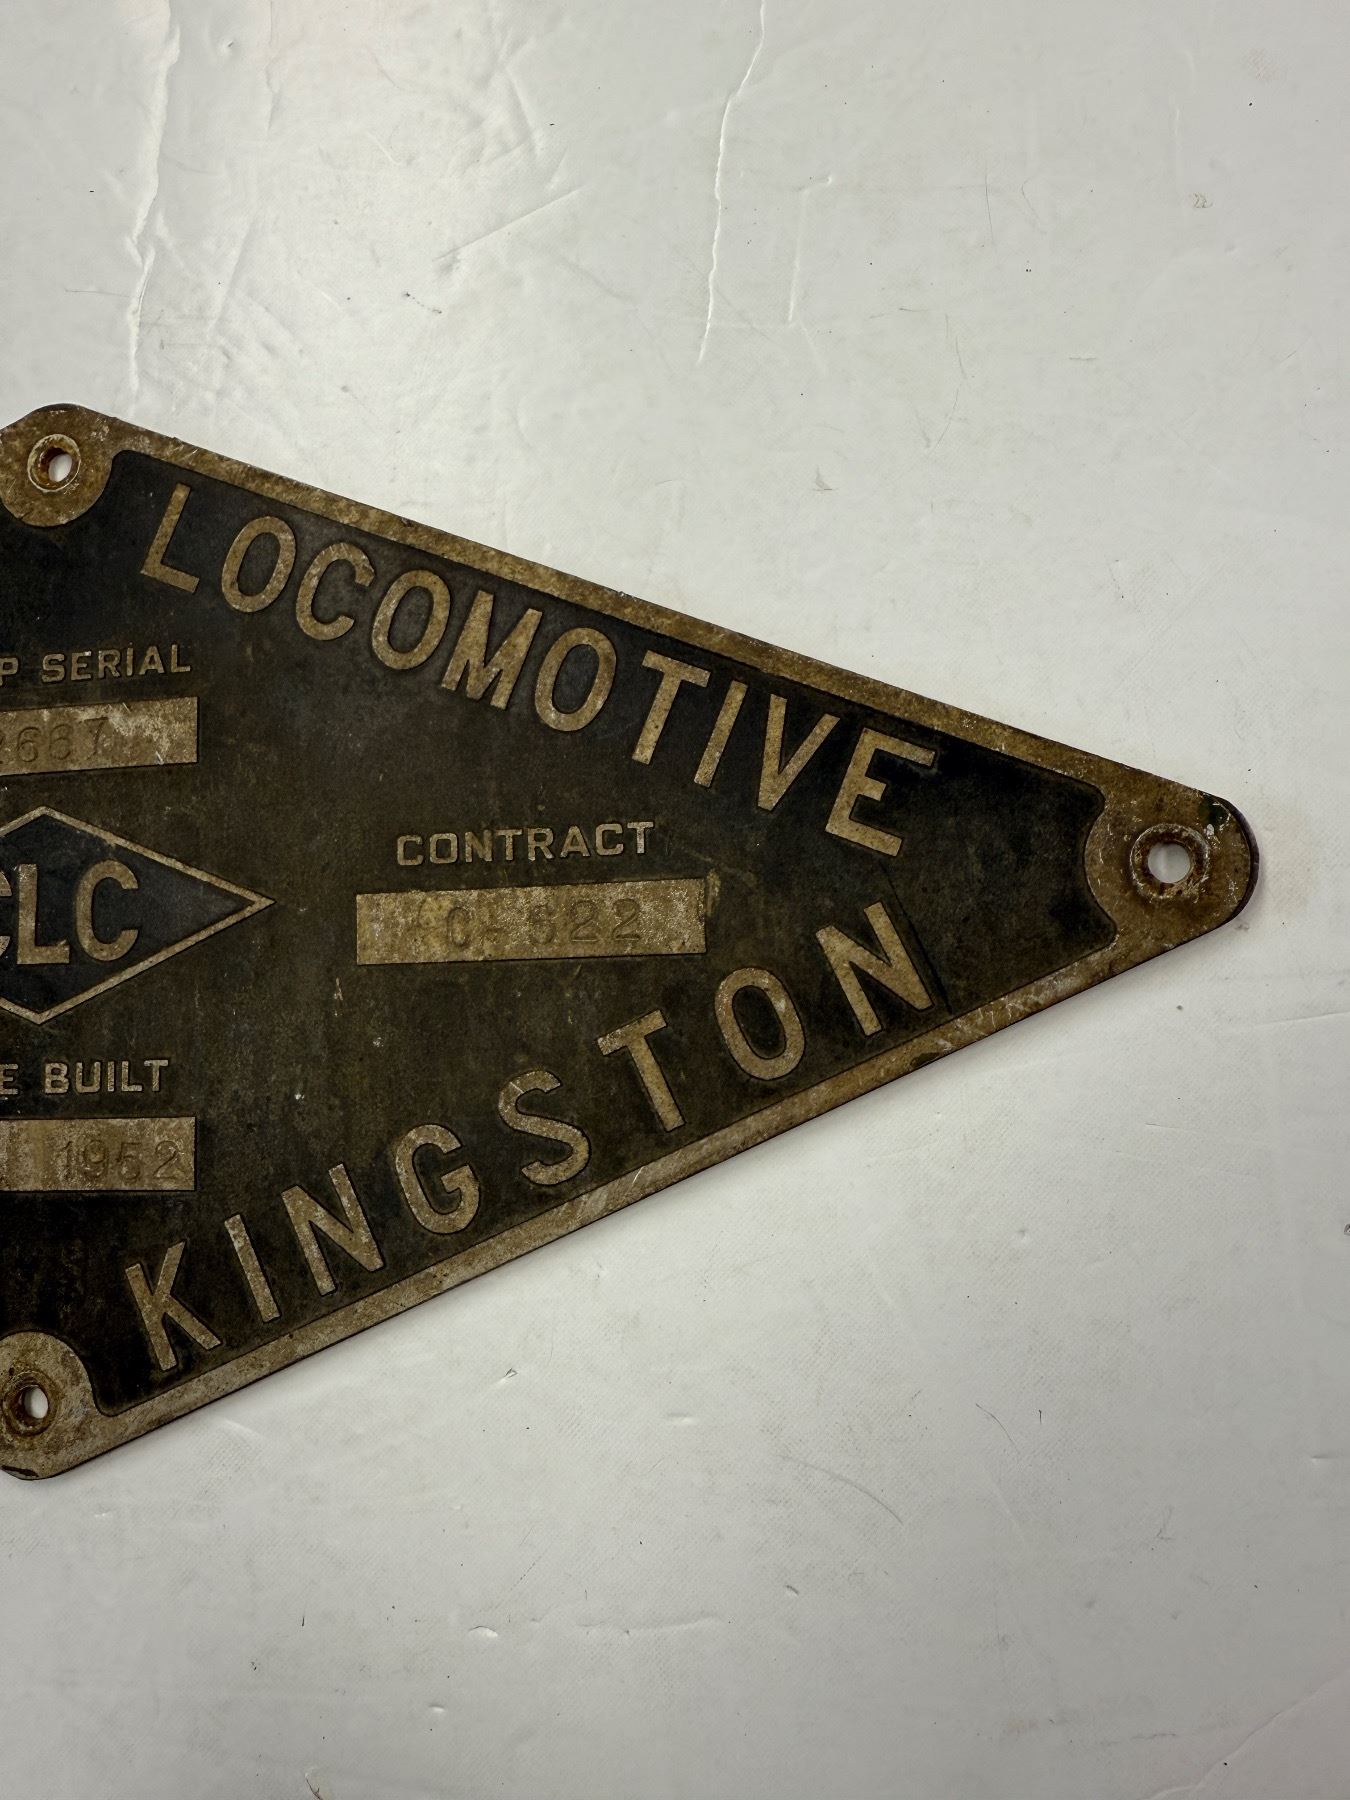 LOCOMOTIVE
P SERIAL
2667
CLC
CONTRACT
C-622
E BUILT
1952
KINGSTON